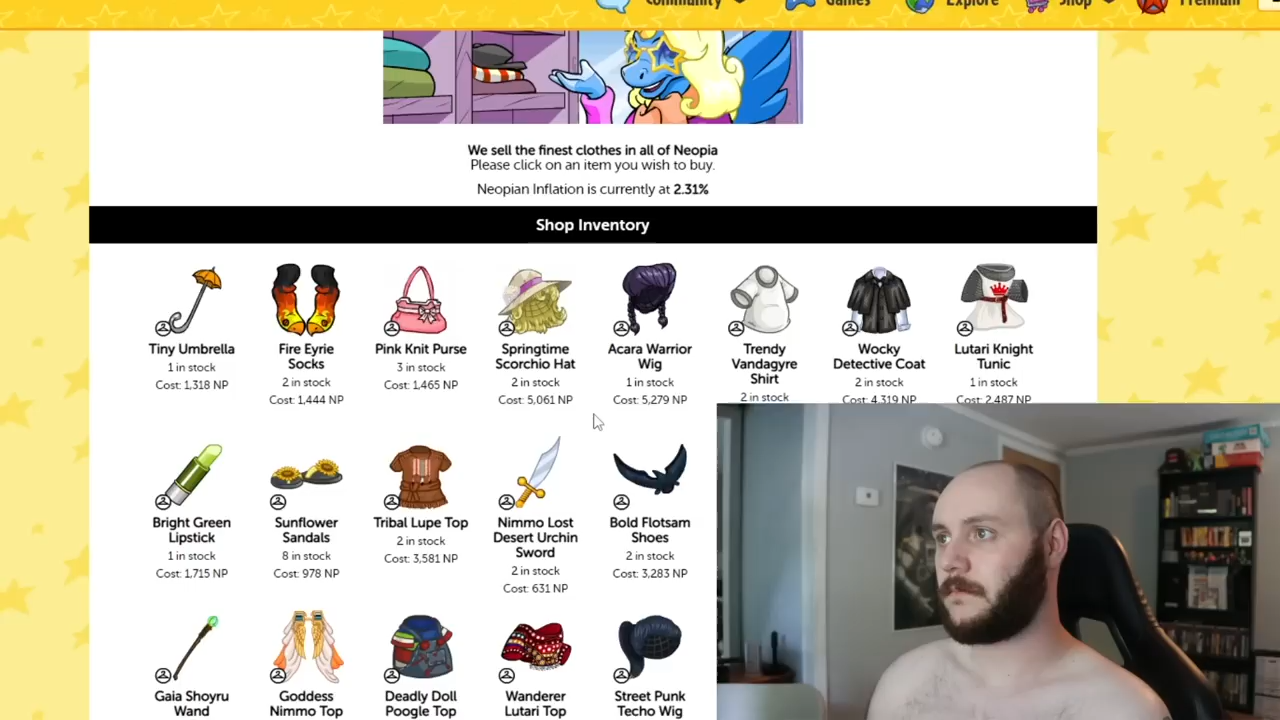 Community
Games
Explore
Shop
Premium
We sell the finest clothes in all of Neopia
Please click on an item you wish to buy.
Neopian Inflation is currently at 2.31%
Shop Inventory
Tiny Umbrella
1 in stock
Cost: 1,318 NP
Fire Eyrie
Socks
2 in stock
Cost: 1,444 NP
Pink Knit Purse
3 in stock
Cost: 1,465 NP
Springtime
Scorchio Hat
2 in stock
Cost: 5,061 NP
Acara Warrior
Wig
1 in stock
Cost: 5,279 NP
Trendy
Vandagyre
Shirt
2 in stock
Wocky
Detective Coat
2 in stock
Cost: 4,319 NP
Lutari Knight
Tunic
1 in stock
Cost: 2,487 NP
Bright Green
Lipstick
1 in stock
Cost: 1,715 NP
Sunflower
Sandals
8 in stock
Cost: 978 NP
Tribal Lupe Top
2 in stock
Cost: 3,581 NP
Nimmo Lost
Desert Urchin
Sword
2 in stock
Cost: 631 NP
Bold Flotsam
Shoes
2 in stock
Cost: 3,283 NP
Gaia Shoyru
Wand
Goddess
Nimmo Top
Deadly Doll
Poogle Top
Wanderer
Lutari Top
Street Punk
Techo Wig